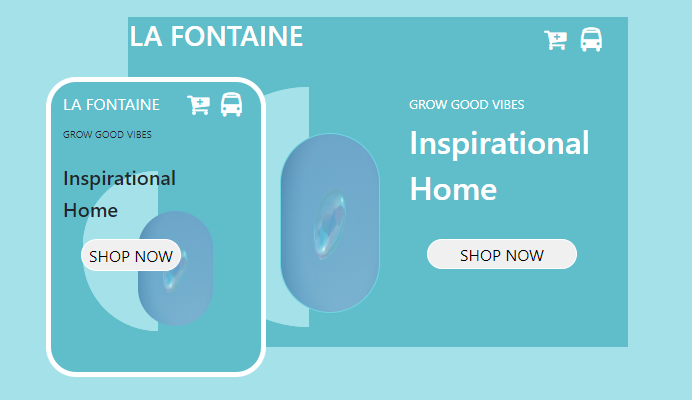 LA FONTAINE
GROW GOOD VIBES
Inspirational
Home
SHOP NOW
LA FONTAINE
GROW GOOD VIBES
Inspirational
Home
SHOP NOW